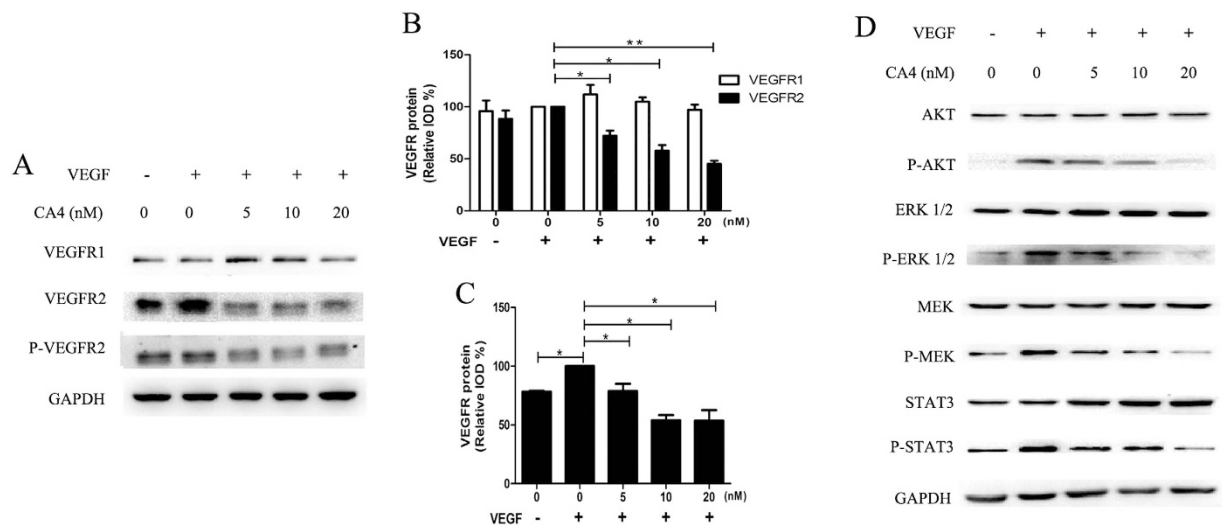 A
VEGF - + + + +
CA4 (nM) 0 0 5 10 20
VEGFR1
VEGFR2
P-VEGFR2
GAPDH
B
VEGFR protein
(Relative IOD %)
150
100
50
0
**
*
*
VEGFR1
VEGFR2
0 0 5 10 20 (nM)
VEGF - + + + +
C
VEGFR protein
(Relative IOD %)
150
100
50
0
*
*
* *
0 0 5 10 20 (nM)
VEGF - + + + +
D
VEGF - + + + +
CA4 (nM) 0 0 5 10 20
AKT
P-AKT
ERK 1/2
P-ERK 1/2
MEK
P-MEK
STAT3
P-STAT3
GAPDH